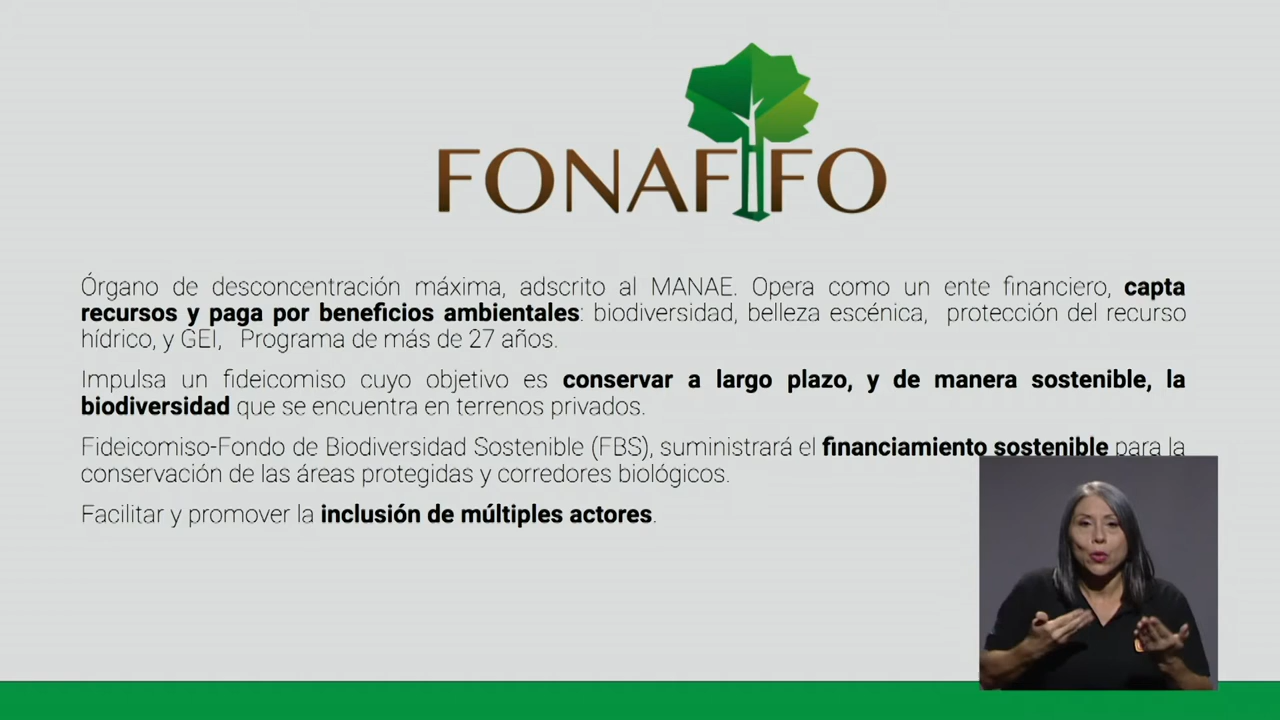 FONAFIFO
Órgano de desconcentración máxima, adscrito al MANAE. Opera como un ente financiero, capta
recursos y paga por beneficios ambientales: biodiversidad, belleza escénica, protección del recurso
hídrico, y GEI, Programa de más de 27 años.
Impulsa un fideicomiso cuyo objetivo es conservar a largo plazo, y de manera sostenible, la
biodiversidad que se encuentra en terrenos privados.
Fideicomiso-Fondo de Biodiversidad Sostenible (FBS), suministrará el financiamiento sostenible para la
conservación de las áreas protegidas y corredores biológicos.
Facilitar y promover la inclusión de múltiples actores.